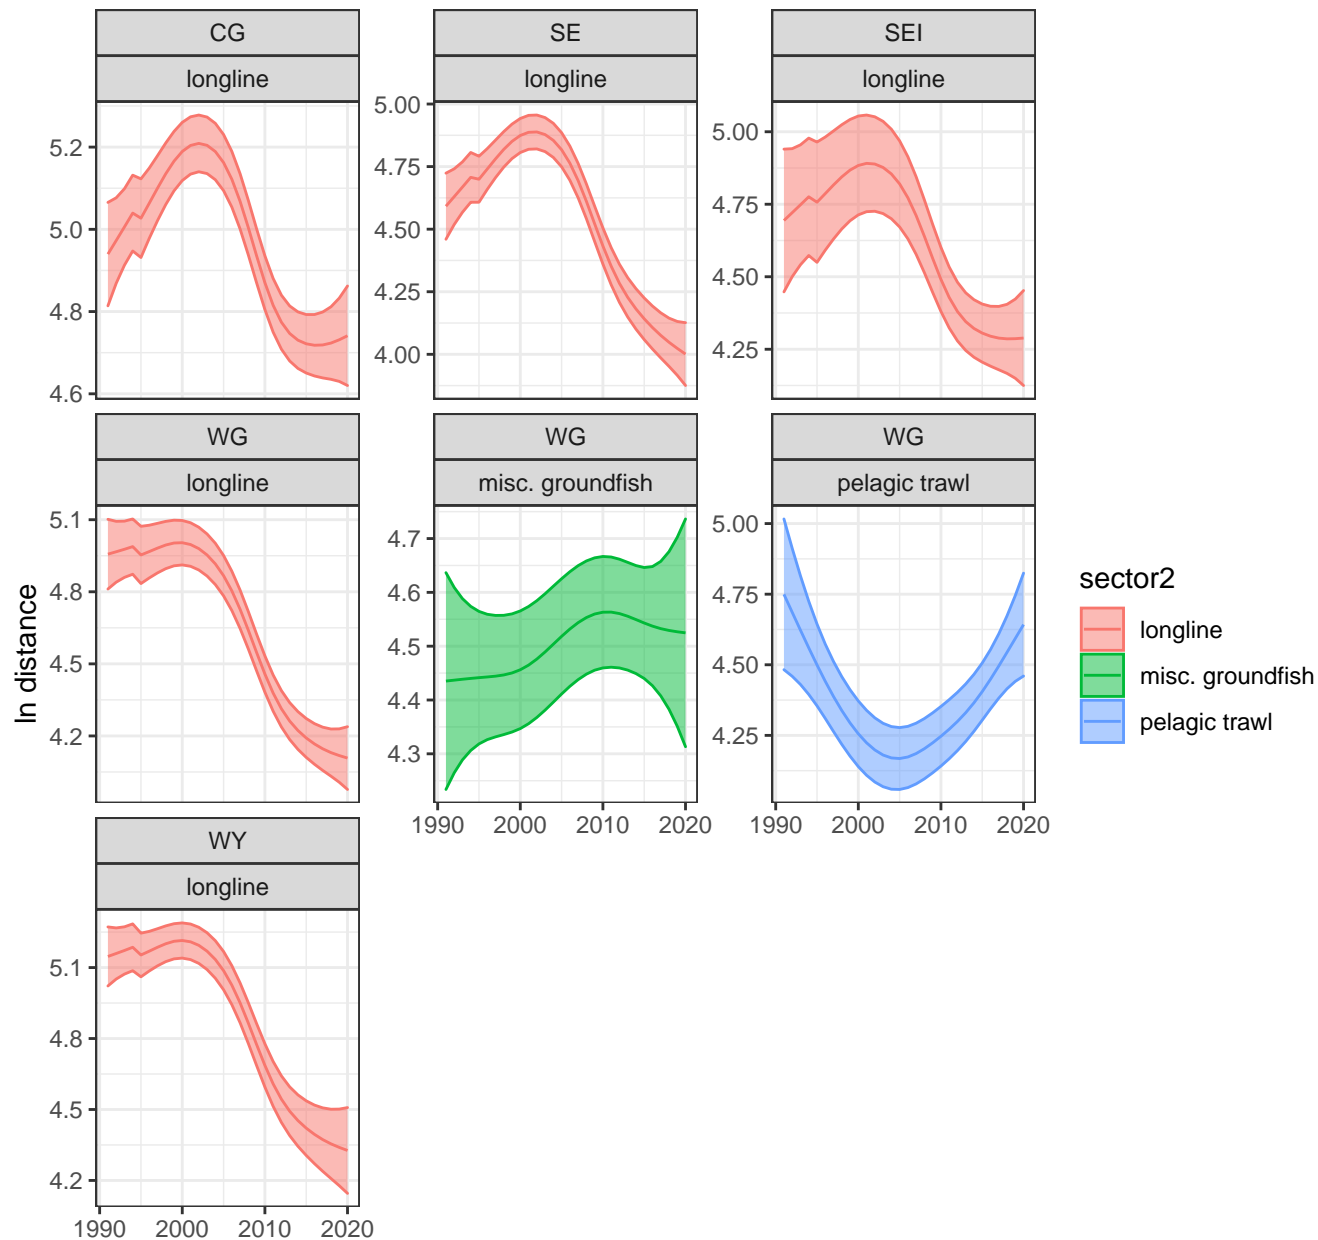 CG
longline
5.2
5.0
4.8
4.6
SE
longline
5.00
4.75
4.50
4.25
4.00
SEI
longline
5.00
4.75
4.50
4.25
WG
longline
5.1
4.8
4.5
4.2
WG
misc. groundfish
4.7
4.6
4.5
4.4
4.3
1990 2000 2010 2020
WG
pelagic trawl
5.00
4.75
4.50
4.25
1990 2000 2010 2020
WY
longline
5.1
4.8
4.5
4.2
1990 2000 2010 2020
ln distance
sector2
longline
misc. groundfish
pelagic trawl